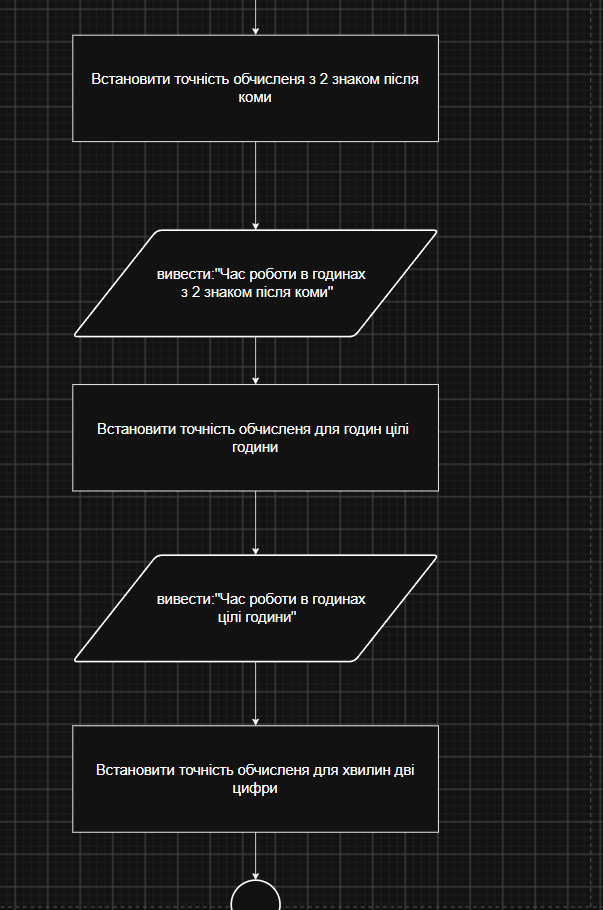 Встановити точність обчисленя з 2 знаком після
коми
вивести:"Час роботи в годинах
з 2 знаком після коми"
Встановити точність обчисленя для годин цілі
години
вивести:"Час роботи в годинах
цілі години"
Встановити точність обчисленя для хвилин дві
цифри